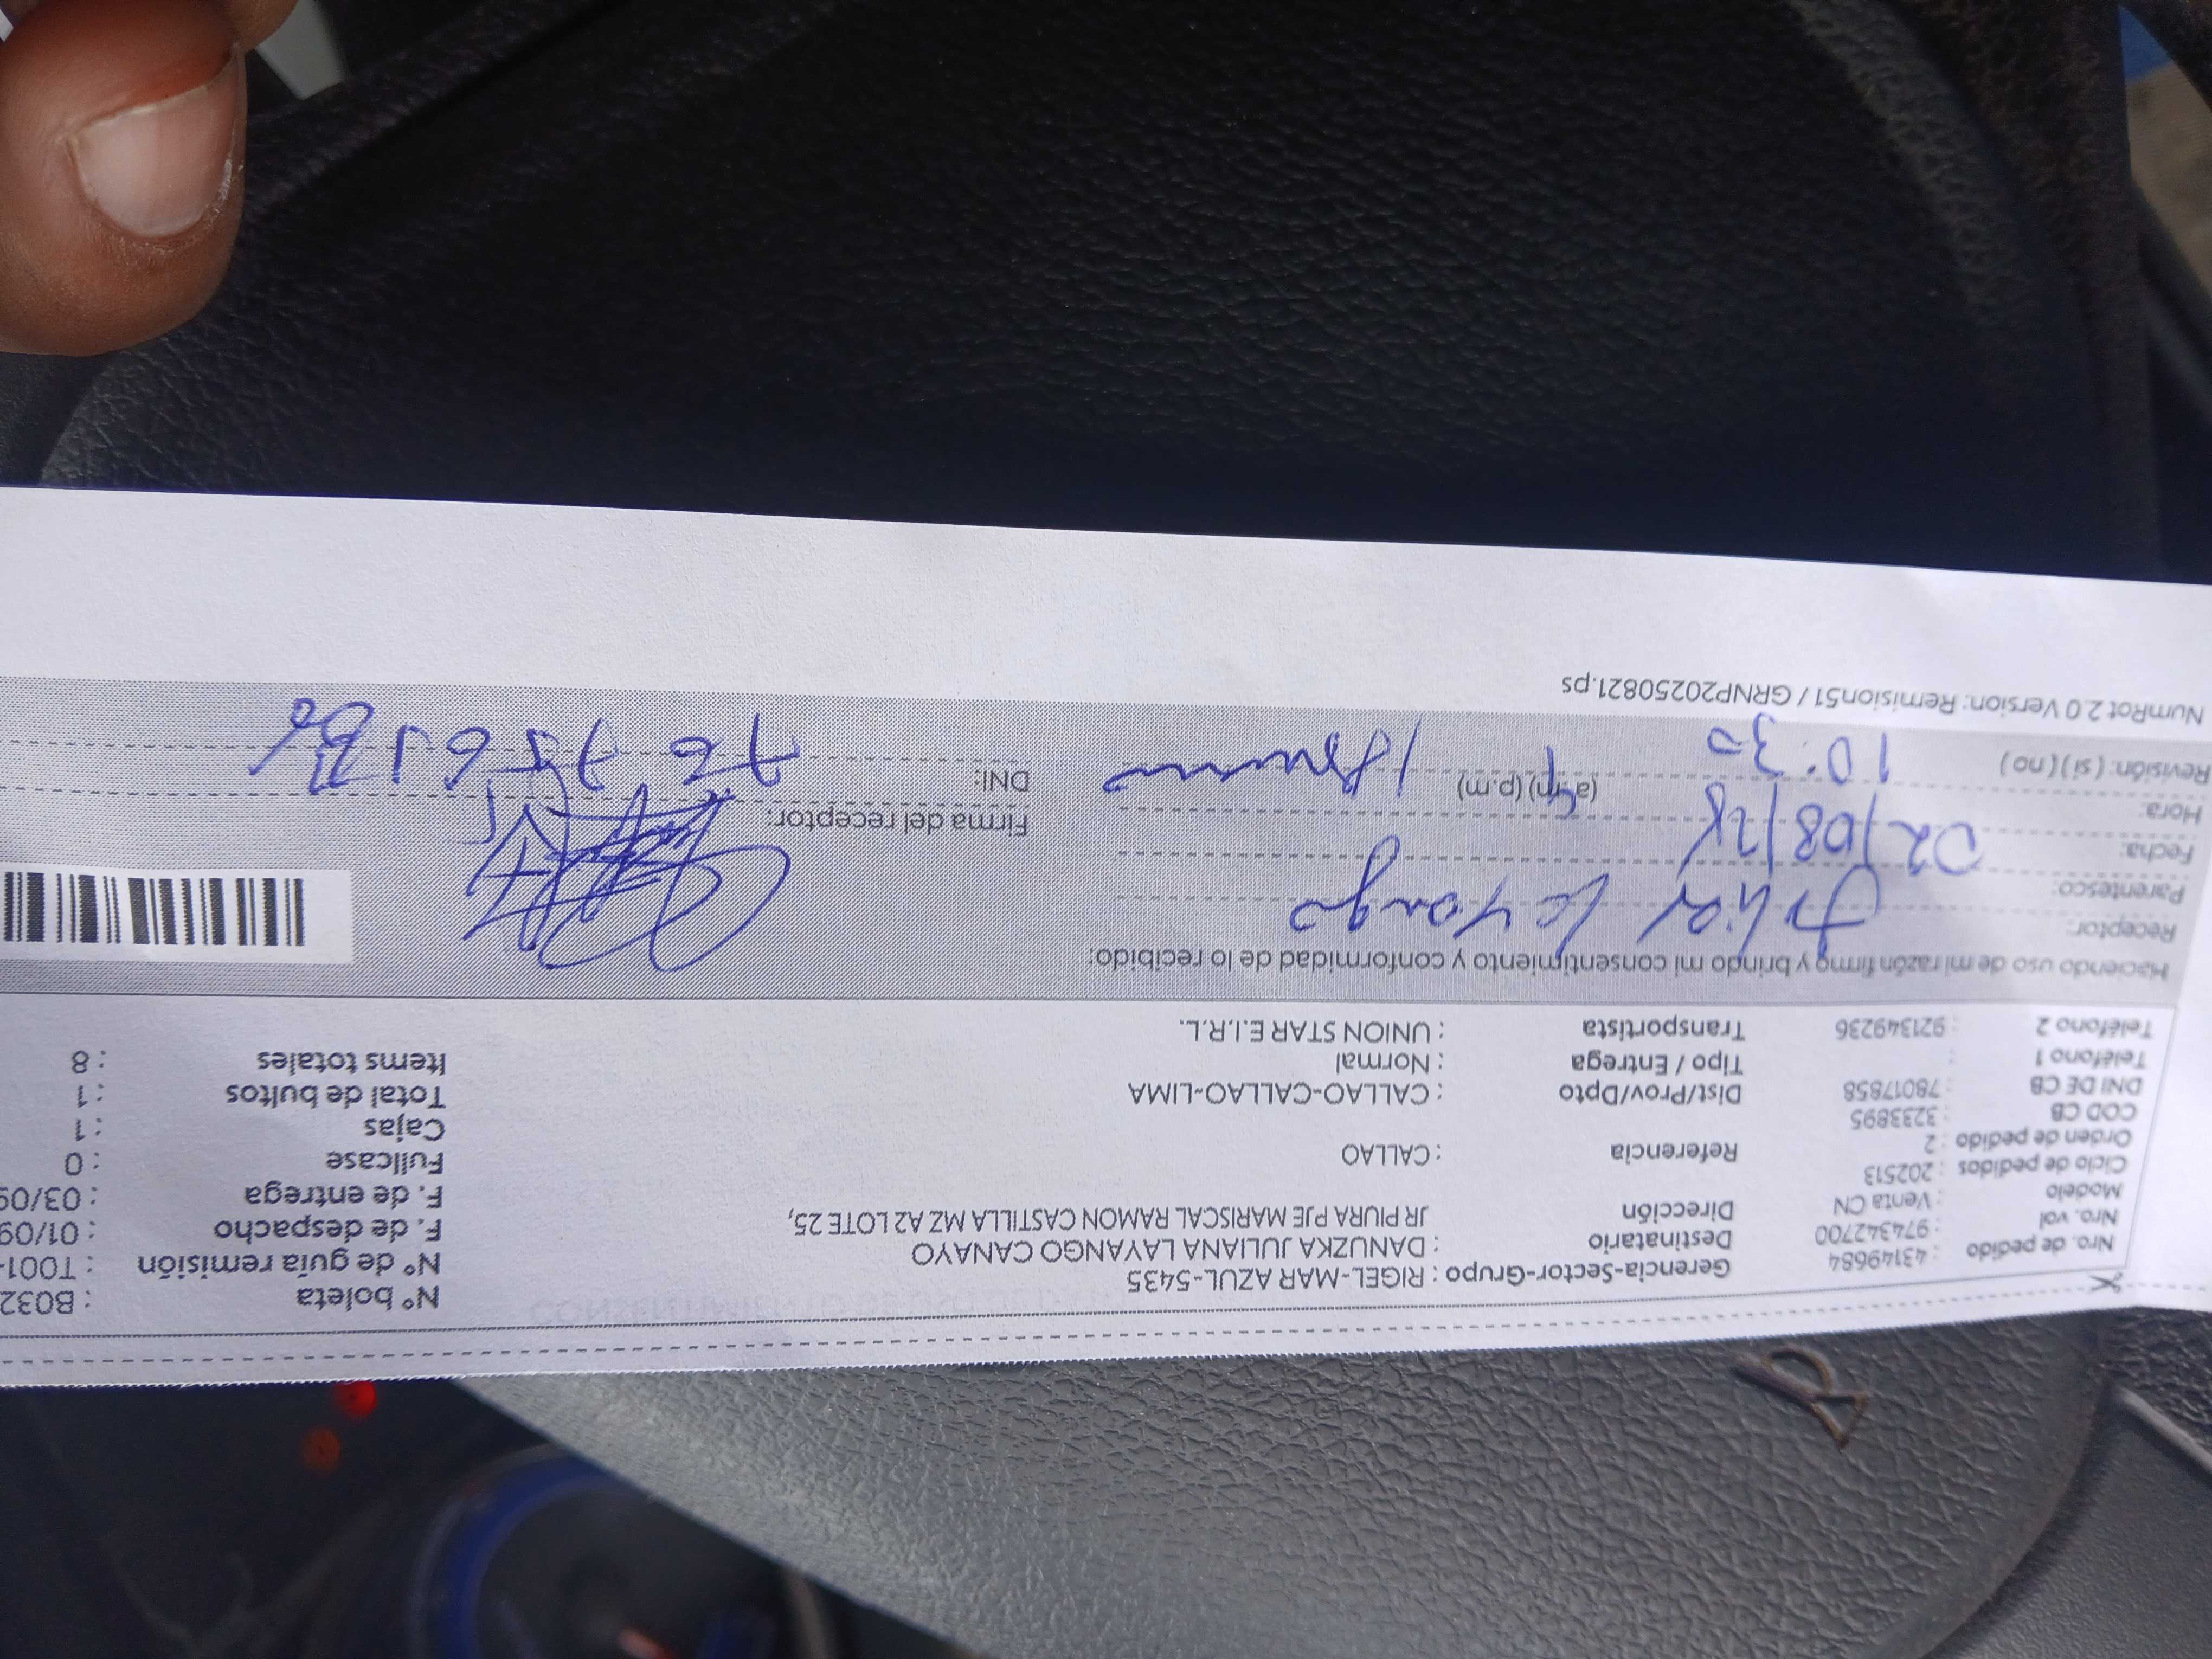 Nro. de pedido : 43149684
Nro. vol : 974342700
Modelo : Venta CN
Ciclo de pedidos : 202513
Orden de pedido : 2
COD CB : 3233895
DNI DE CB : 78017858
Teléfono 1 :
Teléfono 2 : 921349236
Gerencia-Sector-Grupo : RIGEL-MAR AZUL-5435
Destinatario : DANUZKA JULIANA LAYANGO CANAYO
Dirección JR PIURA PJE MARISCAL RAMON CASTILLA MZ A2 LOTE 25,
Referencia : CALLAO
Dist/Prov/Dpto : CALLAO-CALLAO-LIMA
Tipo / Entrega : Normal
Transportista : UNION STAR E.I.R.L.
N° boleta : B032
N° de guía remisión : T001-
F. de despacho : 01/09
F. de entrega : 03/09
Fullcase : 0
Cajas : 1
Total de bultos : 1
Items totales : 8
Haciendo uso de mi razón firmo y brindo mi consentimiento y conformidad de lo recibido:
Receptor:
Parentesco:
Fecha: 02/08/
Hora: (a.m) (p.m)
Revisión: (si) (no) 10:30
Firma del receptor:
DNI:
NumRot 2.0 Version: Remision51 / GRNP20250821.ps